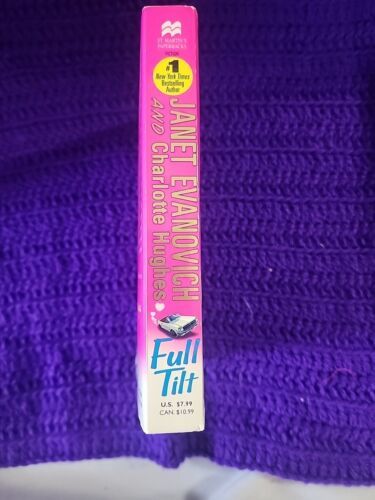 ST. MARTIN'S
PAPERBACKS
FICTION
#1
New York Times
Bestselling
Author
JANET EVANOVICH
AND Charlotte Hughes
Full
Tilt
U.S. $7.99
CAN. $10.99